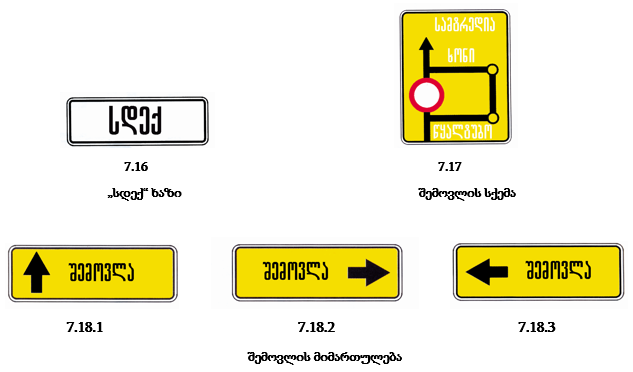 სამტრედია
ხონი
წყალტუბო
სდექ
7.16
7.17
„სდექ“ ხაზი
შემოვლის სქემა
შემოვლა
შემოვლა
შემოვლა
7.18.1
7.18.2
7.18.3
შემოვლის მიმართულება